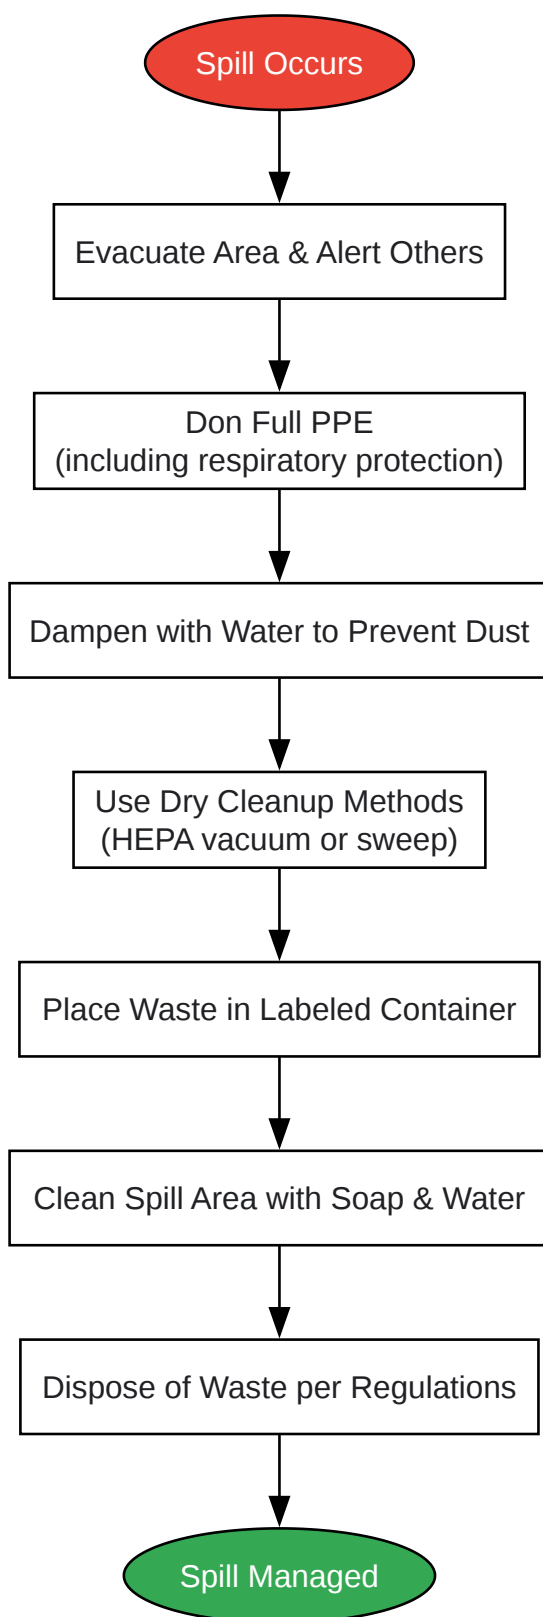 Spill Occurs
Evacuate Area & Alert Others
Don Full PPE
(including respiratory protection)
Dampen with Water to Prevent Dust
Use Dry Cleanup Methods
(HEPA vacuum or sweep)
Place Waste in Labeled Container
Clean Spill Area with Soap & Water
Dispose of Waste per Regulations
Spill Managed